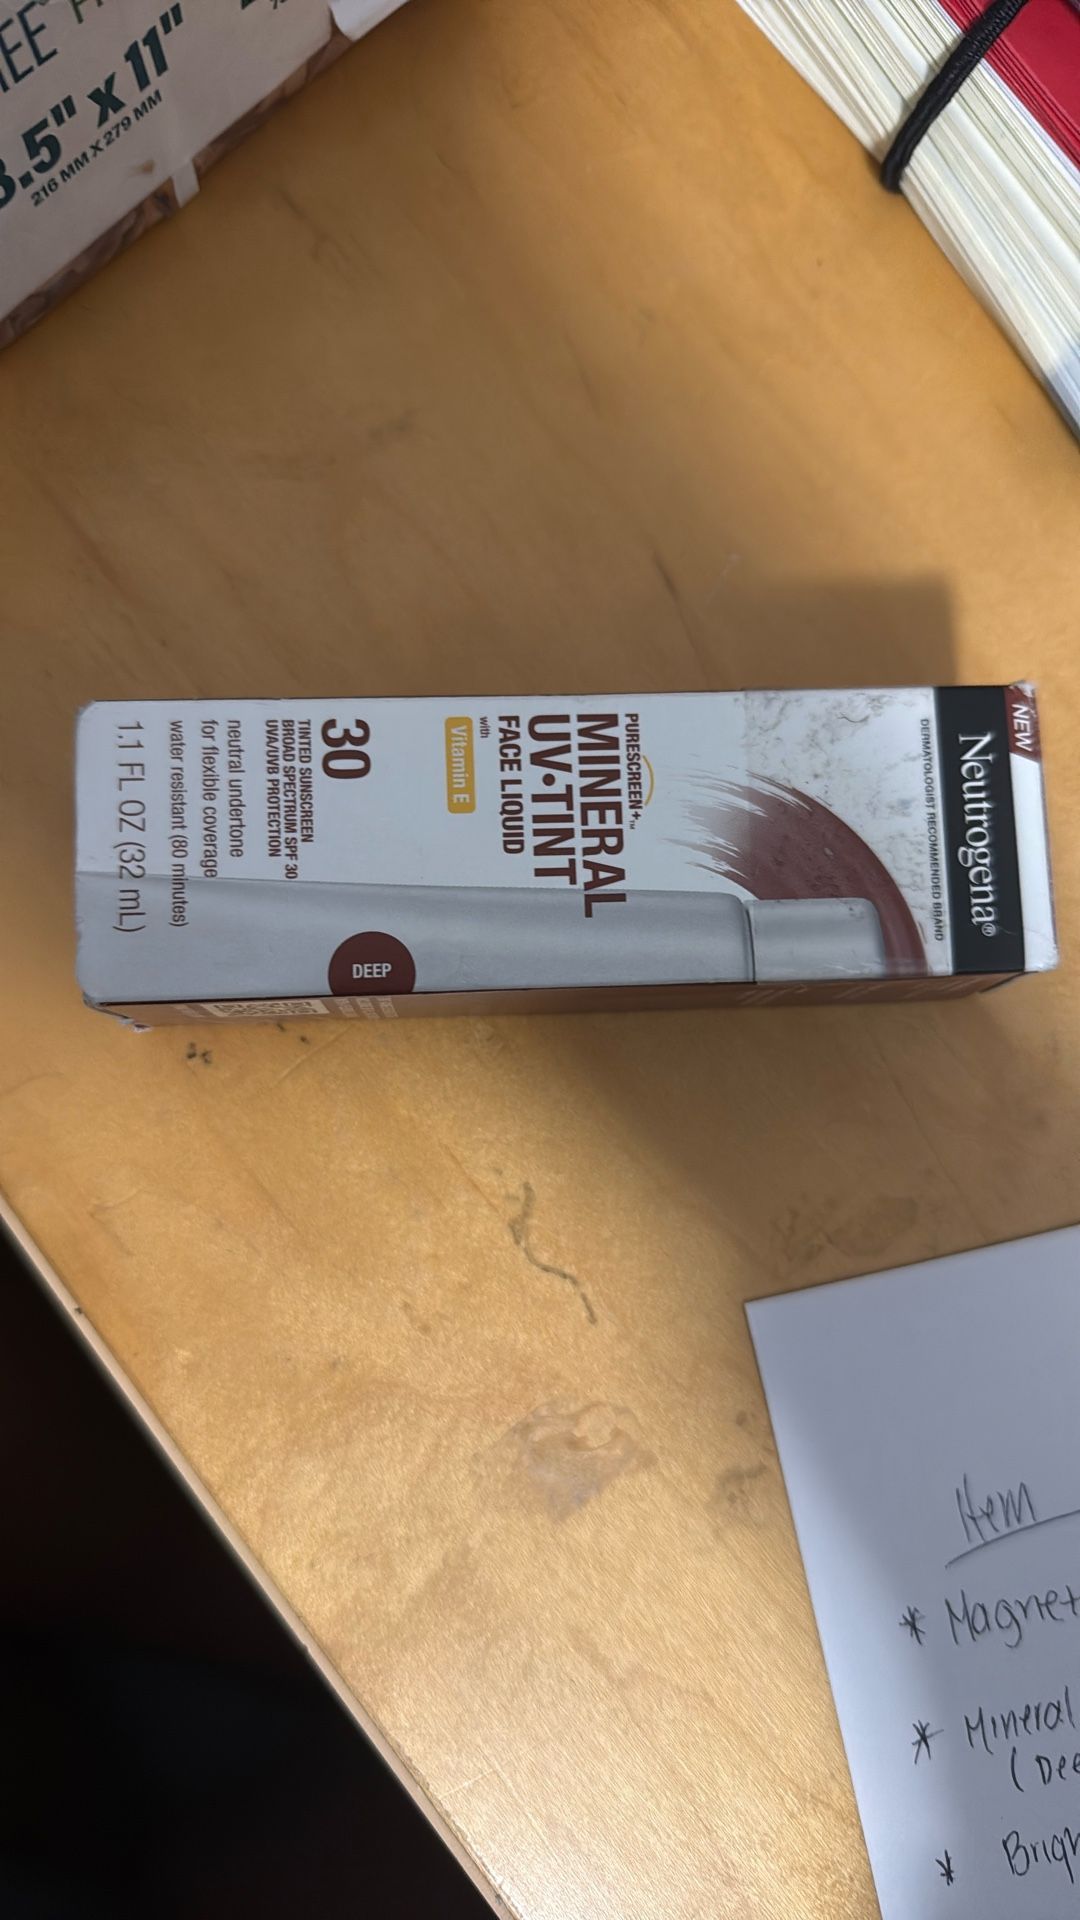 8.5" x 11"
216 MM X 279 MM
NEW
Neutrogena®
DERMATOLOGIST RECOMMENDED BRAND
PURESCREEN+™
MINERAL
UV•TINT
FACE LIQUID
with
Vitamin E
30
TINTED SUNSCREEN
BROAD SPECTRUM SPF 30
UVA/UVB PROTECTION
neutral undertone
for flexible coverage
water resistant (80 minutes)
1.1 FL OZ (32 mL)
DEEP
Item
* Magnet
* Mineral
(Dee
* Brigh